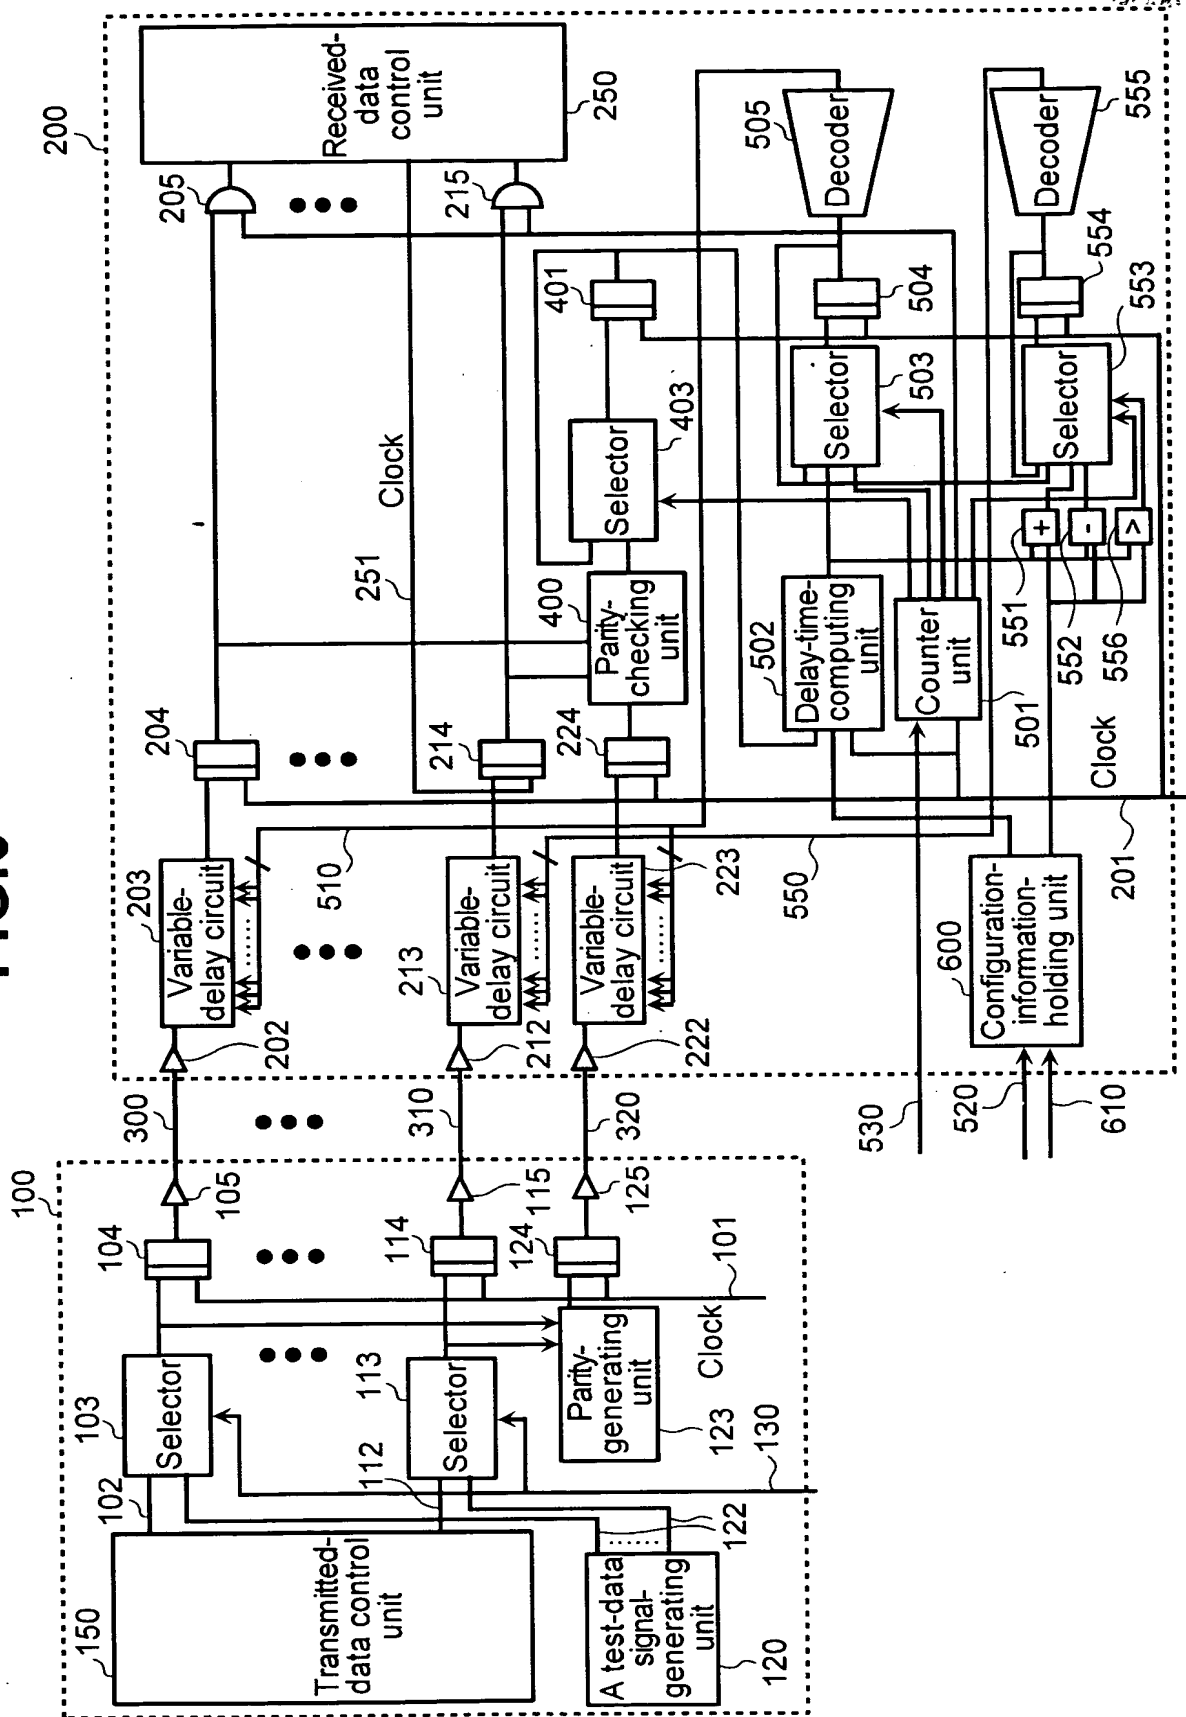 100
150
Transmitted-
data control
unit
102
103
Selector
104
105
300
112
113
Selector
114
115
310
A test-data
signal-
generating
unit
120
122
Parity-
generating
unit
123
124
125
320
Clock
101
130
200
202
Variable-
delay circuit
203
204
205
Received-
data
control
unit
250
212
Variable-
delay circuit
213
214
215
251
Clock
222
Variable-
delay circuit
223
224
510
550
Parity-
checking
unit
400
Selector
403
401
Delay-time-
computing
unit
502
Counter
unit
501
Selector
503
504
Decoder
505
+
551
-
552
>
556
Selector
553
554
Decoder
555
Configuration-
information-
holding unit
600
Clock
201
530
520
610